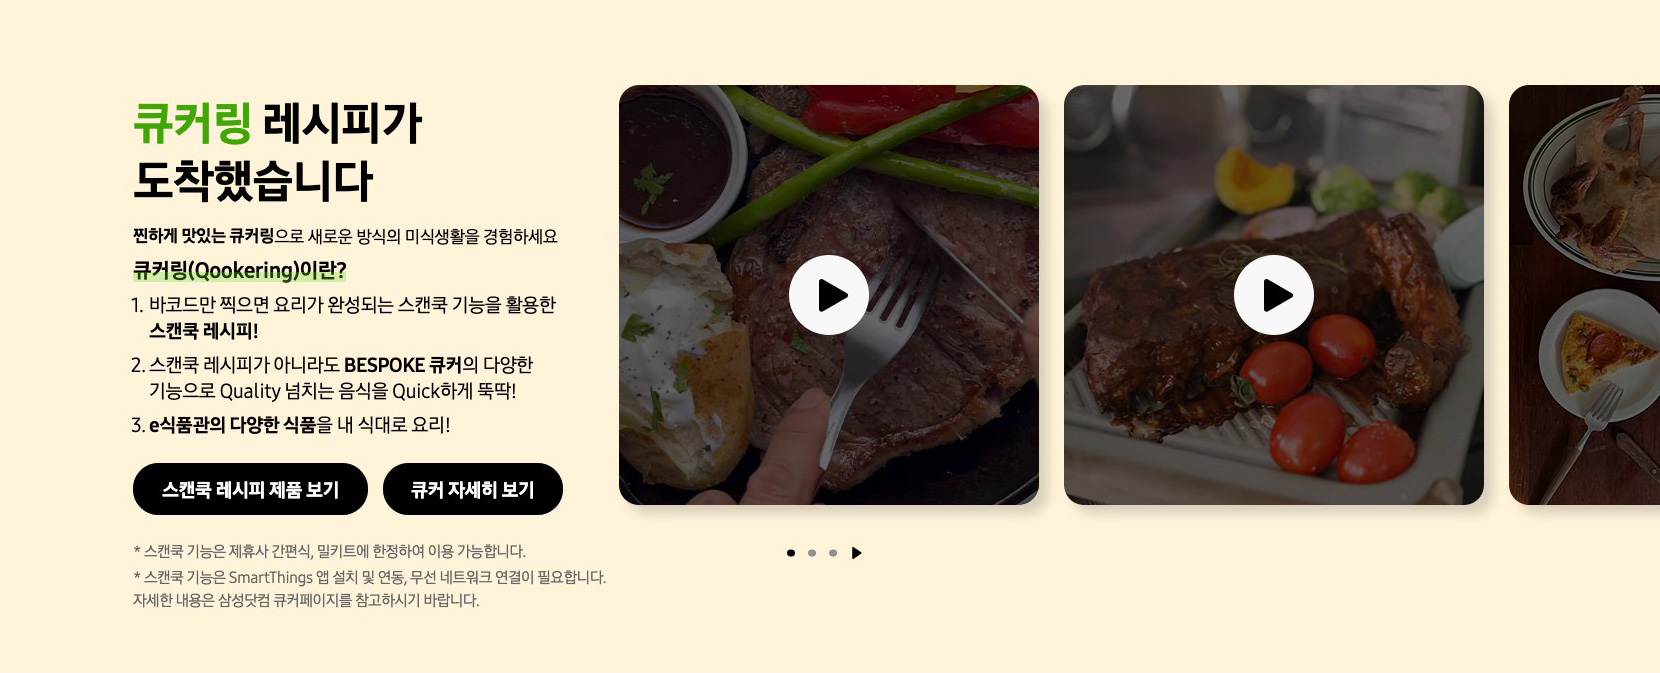 큐커링 레시피가
도착했습니다
찐하게 맛있는 큐커링으로 새로운 방식의 미식생활을 경험하세요
큐커링(Qookering)이란?
1. 바코드만 찍으면 요리가 완성되는 스캔쿡 기능을 활용한
스캔쿡 레시피!
2. 스캔쿡 레시피가 아니라도 BESPOKE 큐커의 다양한
기능으로 Quality 넘치는 음식을 Quick하게 뚝딱!
3. e식품관의 다양한 식품을 내 식대로 요리!
스캔쿡 레시피 제품 보기
큐커 자세히 보기
* 스캔쿡 기능은 제휴사 간편식, 밀키트에 한정하여 이용 가능합니다.
* 스캔쿡 기능은 SmartThings 앱 설치 및 연동, 무선 네트워크 연결이 필요합니다.
자세한 내용은 삼성닷컴 큐커페이지를 참고하시기 바랍니다.